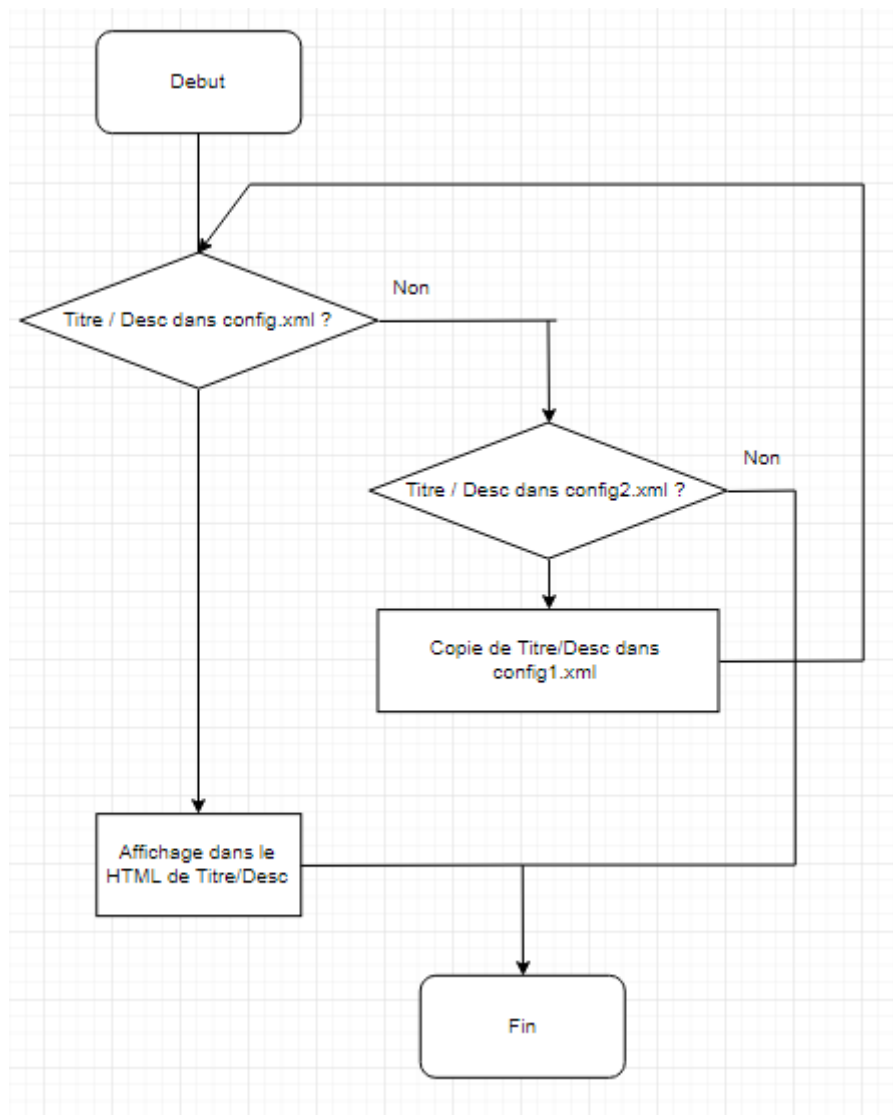 Debut
Non
Titre / Desc dans config.xml ?
Non
Titre / Desc dans config2.xml ?
Copie de Titre/Desc dans
config1.xml
Affichage dans le
HTML de Titre/Desc
Fin